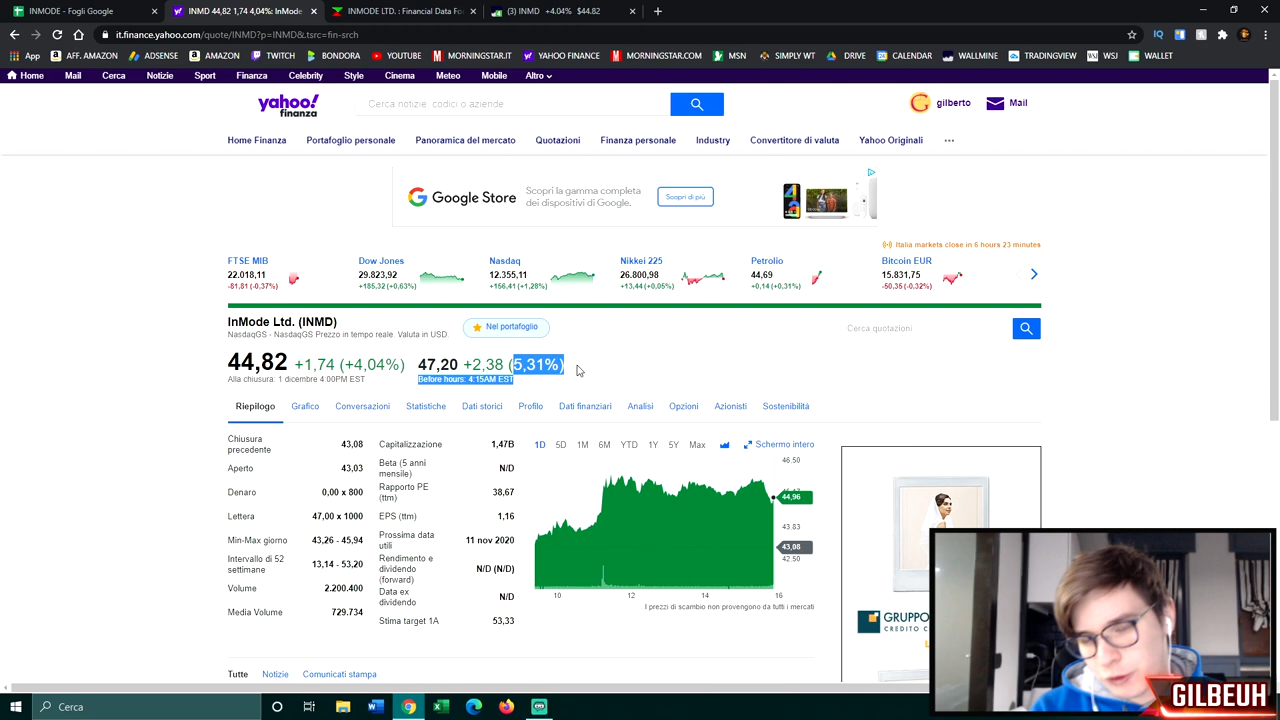 INMODE - Fogli Google
INMD 44,82 1,74 4,04% : InMo
INMODE LTD. Financial Data For
(3) INMD +4.04% $44.82
it.finance.yahoo.com/quote/INMD?p=INMD&.tsrc=fin-srch
App
AFF. AMAZON
ADSENSE
AMAZON
TWITCH
BONDORA
YOUTUBE
MORNINGSTAR.IT
YAHOO FINANCE
MORNINGSTAR.COM
MSN
SIMPLY WT
DRIVE
CALENDAR
WALLMINE
TRADINGVIEW
WSJ
WALLET
Home
Mail
Cerca
Notizie
Sport
Finanza
Celebrity
Style
Cinema
Meteo
Mobile
Altro
yahoo!
finanza
Cerca notizie, codici o aziende
gilberto
Mail
Home Finanza
Portafoglio personale
Panoramica del mercato
Quotazioni
Finanza personale
Industry
Convertitore di valuta
Yahoo Originali
Google Store
Scopri la gamma completa
dei dispositivi di Google.
Scopri di più
Italia markets close in 6 hours 23 minutes
FTSE MIB
22.018,11
-81,81 (-0,37%)
Dow Jones
29.823,92
+185,32 (+0,63%)
Nasdaq
12.355,11
+156,41 (+1,28%)
Nikkei 225
26.800,98
+13,44 (+0,05%)
Petrolio
44,69
+0,14 (+0,31%)
Bitcoin EUR
15.831,75
-50,35 (-0,32%)
InMode Ltd. (INMD)
NasdaqGS - NasdaqGS Prezzo in tempo reale. Valuta in USD.
Nel portafoglio
Cerca quotazioni
44,82 +1,74 (+4,04%)
Alla chiusura: 1 dicembre 4:00PM EST
47,20 +2,38 (5,31%)
Before hours: 4:15AM EST
Riepilogo
Grafico
Conversazioni
Statistiche
Dati storici
Profilo
Dati finanziari
Analisi
Opzioni
Azionisti
Sostenibilità
Chiusura
precedente
43,08
Aperto
43,03
Denaro
0,00 x 800
Lettera
47,00 x 1000
Min-Max giorno
43,26 - 45,94
Intervallo di 52
settimane
13,14 - 53,20
Volume
2.200.400
Media Volume
729.734
Capitalizzazione
1,47B
Beta (5 anni
mensile)
N/D
Rapporto PE
(ttm)
38,67
EPS (ttm)
1,16
Prossima data
utili
11 nov 2020
Rendimento e
dividendo
(forward)
N/D (N/D)
Data ex
dividendo
N/D
Stima target 1A
53,33
1D
5D
1M
6M
YTD
1Y
5Y
Max
Schermo intero
46.50
44,96
43.83
43,08
42.50
10
12
14
16
I prezzi di scambio non provengono da tutti i mercati
GRUPPO
CREDITO C
Tutte
Notizie
Comunicati stampa
GILBEUH
Cerca